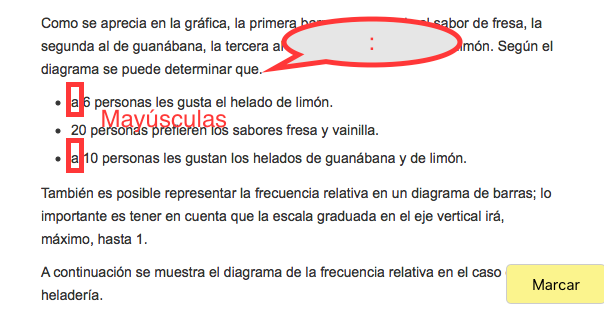 Como se aprecia en la gráfica, la primera sabor de fresa, la
segunda al de guanábana, la tercera al limón. Según el
:
diagrama se puede determinar que.
a 6 personas les gusta el helado de limón.
Mayúsculas
20 personas prefieren los sabores fresa y vainilla.
a 10 personas les gustan los helados de guanábana y de limón.
También es posible representar la frecuencia relativa en un diagrama de barras; lo
importante es tener en cuenta que la escala graduada en el eje vertical irá,
máximo, hasta 1.
A continuación se muestra el diagrama de la frecuencia relativa en el caso
Marcar
heladería.